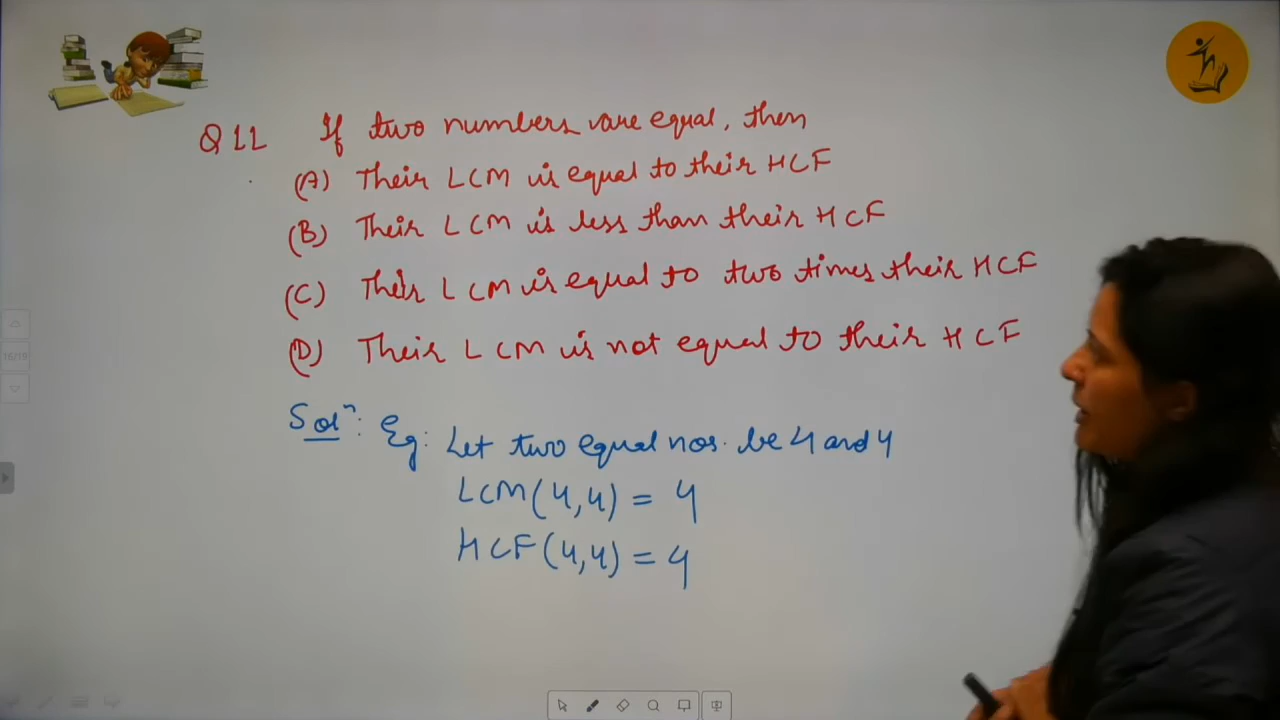 Q11 If two numbers are equal, then
(A) Their LCM is equal to their HCF
(B) Their LCM is less than their HCF
(C) Their LCM is equal to two times their HCF
(D) Their LCM is not equal to their HCF
Solⁿ: Eg: Let two equal nos. be 4 and 4
LCM(4,4) = 4
HCF(4,4) = 4
16/19